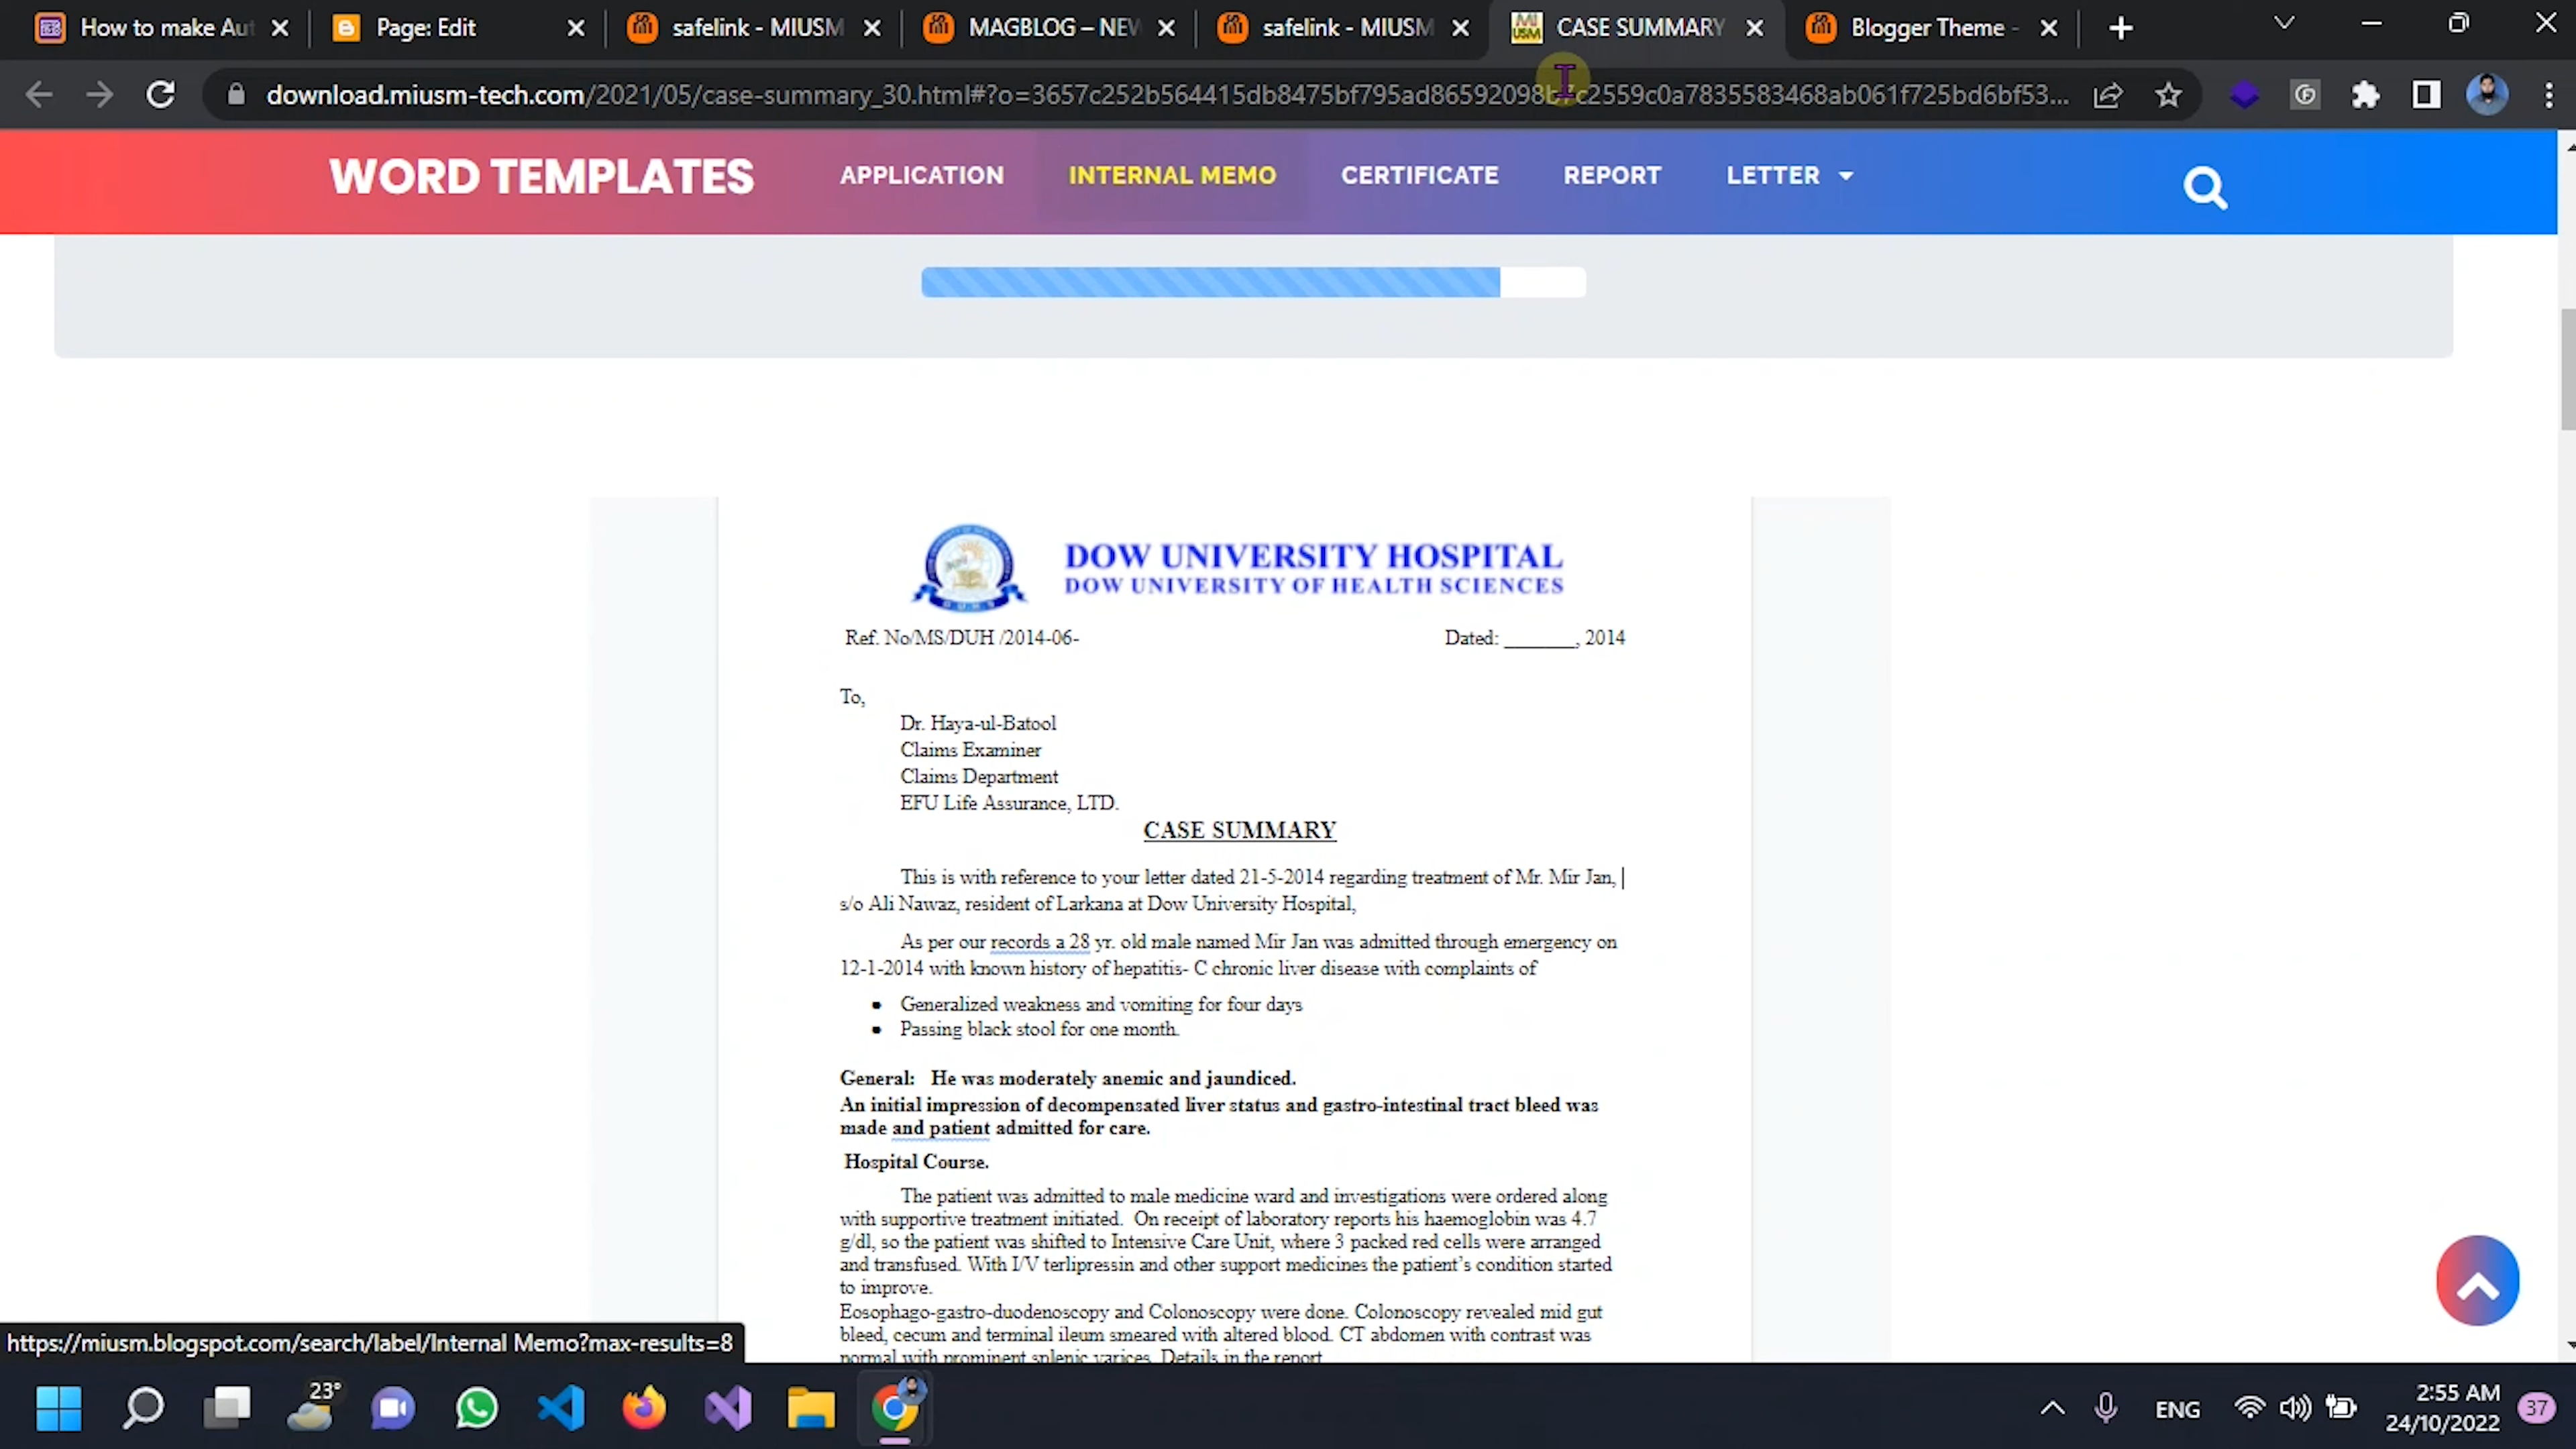 How to make Aut
Page: Edit
safelink - MIUSM
MAGBLOG – NEW
safelink - MIUSM
CASE SUMMARY
Blogger Theme -
download.miusm-tech.com/2021/05/case-summary_30.html#?o=3657c252b564415db8475bf795ad86592098b7c2559c0a7835583468ab061f725bd6bf53...
WORD TEMPLATES
APPLICATION
INTERNAL MEMO
CERTIFICATE
REPORT
LETTER
DOW UNIVERSITY HOSPITAL
DOW UNIVERSITY OF HEALTH SCIENCES
Ref. No/MS/DUH /2014-06-
Dated: _______, 2014
To,
Dr. Haya-ul-Batool
Claims Examiner
Claims Department
EFU Life Assurance, LTD.
CASE SUMMARY
This is with reference to your letter dated 21-5-2014 regarding treatment of Mr. Mir Jan,
s/o Ali Nawaz, resident of Larkana at Dow University Hospital,
As per our records a 28 yr. old male named Mir Jan was admitted through emergency on
12-1-2014 with known history of hepatitis- C chronic liver disease with complaints of
• Generalized weakness and vomiting for four days
• Passing black stool for one month.
General: He was moderately anemic and jaundiced.
An initial impression of decompensated liver status and gastro-intestinal tract bleed was
made and patient admitted for care.
Hospital Course.
The patient was admitted to male medicine ward and investigations were ordered along
with supportive treatment initiated. On receipt of laboratory reports his haemoglobin was 4.7
g/dl, so the patient was shifted to Intensive Care Unit, where 3 packed red cells were arranged
and transfused. With I/V terlipressin and other support medicines the patient's condition started
to improve.
Eosophago-gastro-duodenoscopy and Colonoscopy were done. Colonoscopy revealed mid gut
bleed, cecum and terminal ileum smeared with altered blood. CT abdomen with contrast was
normal with prominent splenic varices. Details in the report
https://miusm.blogspot.com/search/label/Internal Memo?max-results=8
23°
ENG
2:55 AM
24/10/2022
37